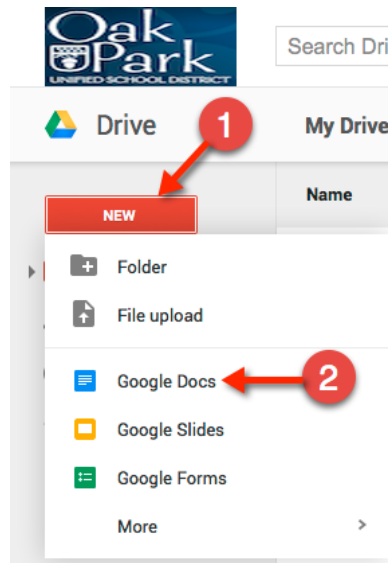 Oak
Park
UNIFIED SCHOOL DISTRICT
Search Dri
Drive
1
My Drive
NEW
Name
Folder
File upload
Google Docs
2
Google Slides
Google Forms
More